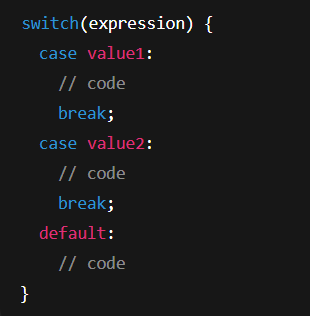 switch(expression) {
  case value1:
    // code
    break;
  case value2:
    // code
    break;
  default:
    // code
}